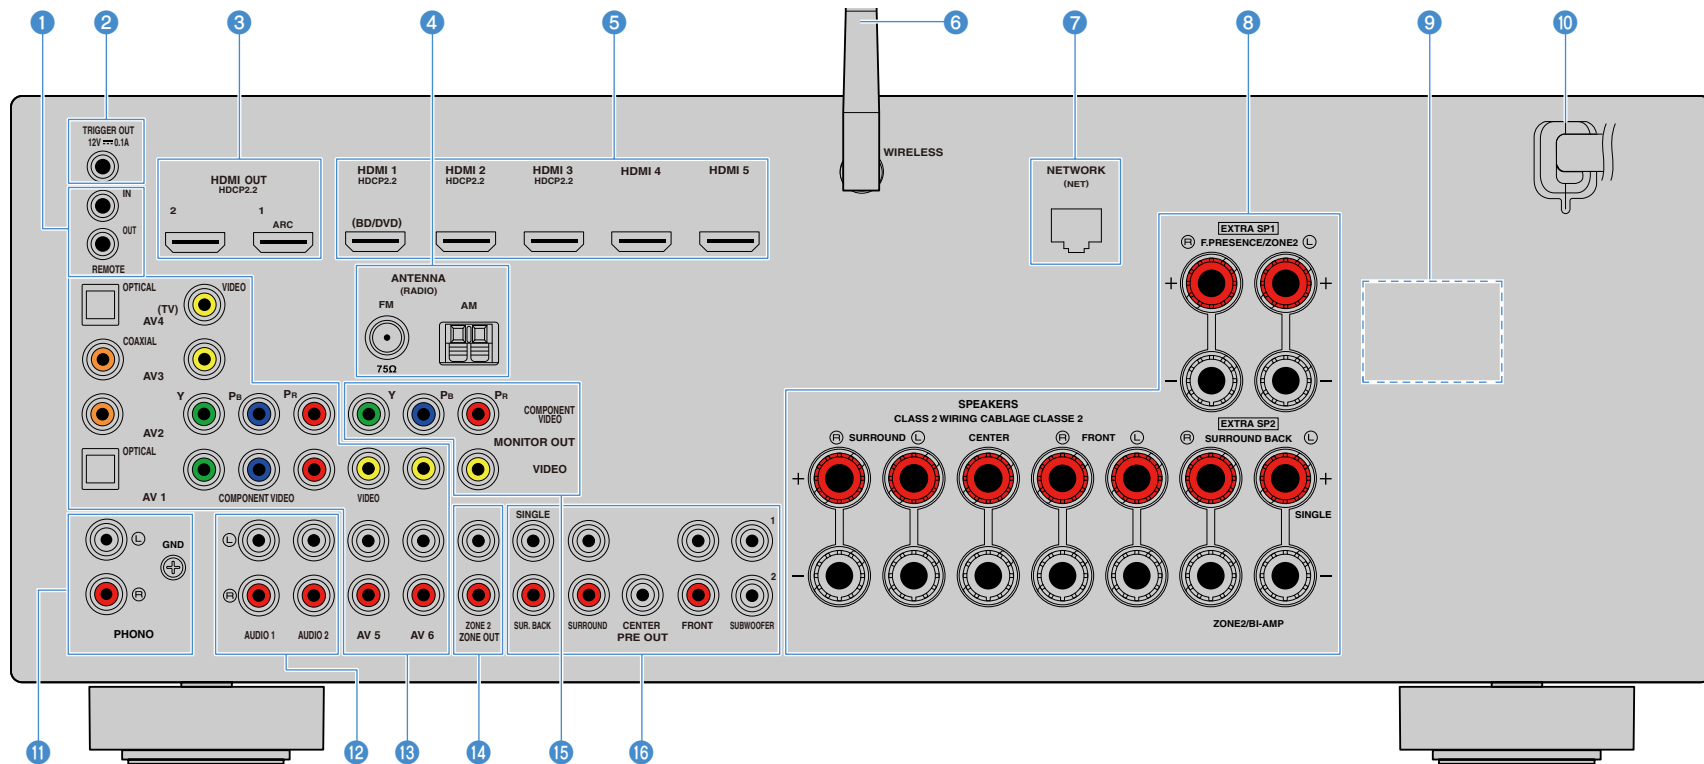 1 2 3 4 5 6 7 8 9 10
TRIGGER OUT
12V 0.1A
IN
OUT
REMOTE
HDMI OUT
HDCP2.2
2 1
ARC
HDMI 1
HDCP2.2
(BD/DVD)
HDMI 2
HDCP2.2
HDMI 3
HDCP2.2
HDMI 4
HDMI 5
WIRELESS
NETWORK
(NET)
ANTENNA
(RADIO)
FM AM
75Ω
OPTICAL VIDEO
(TV)
AV4
COAXIAL
AV3
Y PB PR
AV2
OPTICAL
AV 1
COMPONENT VIDEO
VIDEO
Y PB PR
COMPONENT
VIDEO
MONITOR OUT
VIDEO
EXTRA SP1
R F.PRESENCE/ZONE2 L
+ +
− −
SPEAKERS
CLASS 2 WIRING CABLAGE CLASSE 2
EXTRA SP2
R SURROUND L CENTER R FRONT L R SURROUND BACK L
+ +
SINGLE
− −
ZONE2/BI-AMP
L
GND
R
PHONO
L
R
AUDIO 1 AUDIO 2
AV 5 AV 6
ZONE 2
ZONE OUT
SINGLE
1
2
SUR. BACK SURROUND CENTER FRONT SUBWOOFER
PRE OUT
11 12 13 14 15 16